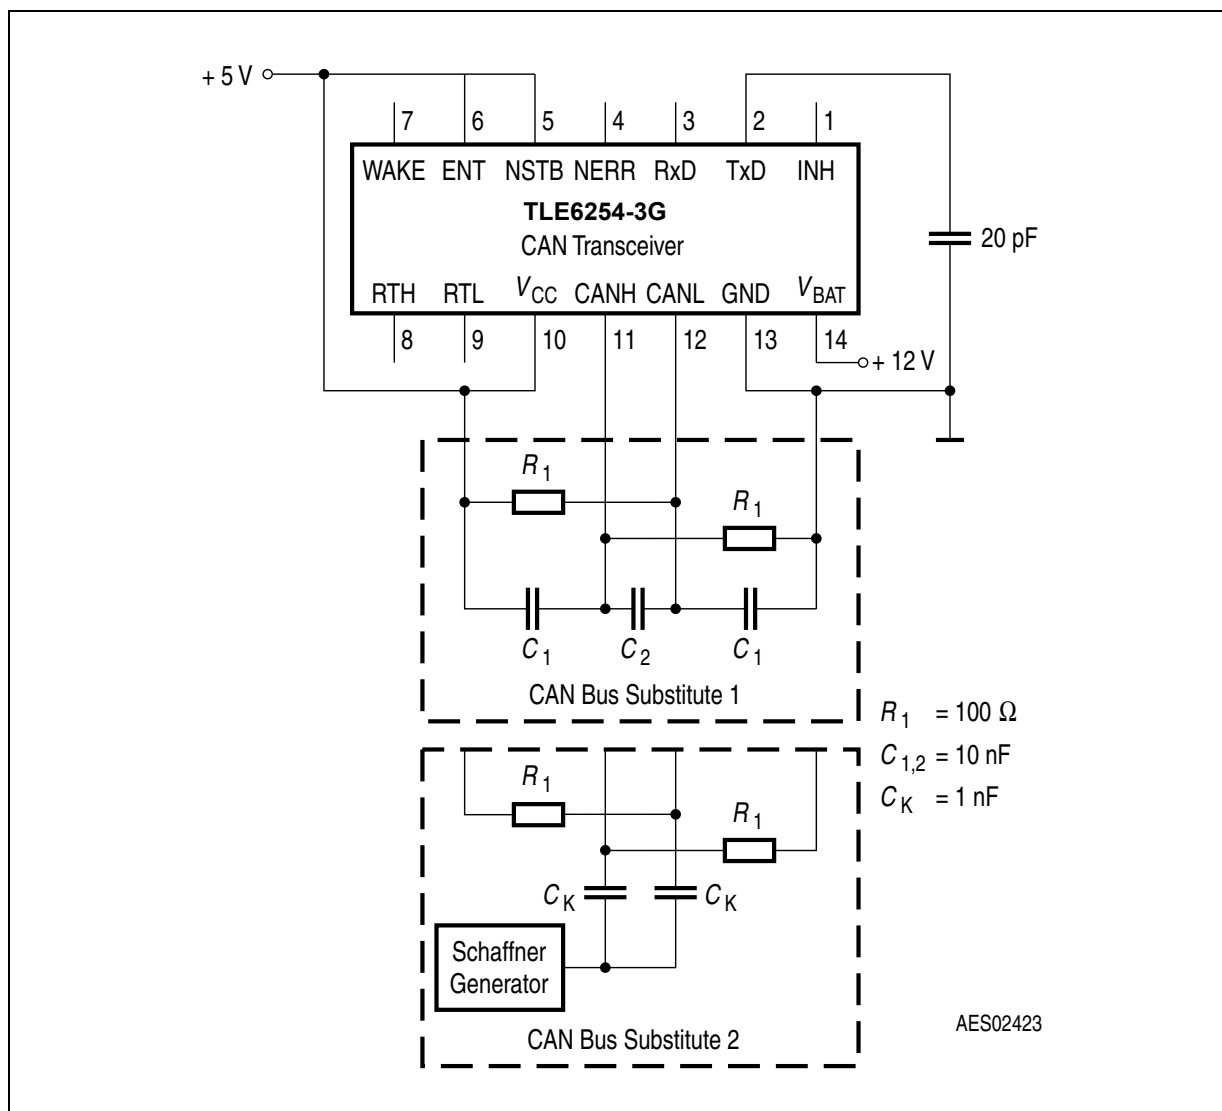 + 5 V
7 6 5 4 3 2 1
WAKE ENT NSTB NERR RxD TxD INH
TLE6254-3G
CAN Transceiver
20 pF
RTH RTL VCC CANH CANL GND VBAT
8 9 10 11 12 13 14
+ 12 V
R1
R1
C1 C2 C1
CAN Bus Substitute 1
R1 = 100 Ω
C1,2 = 10 nF
CK = 1 nF
R1
R1
CK CK
Schaffner
Generator
CAN Bus Substitute 2
AES02423